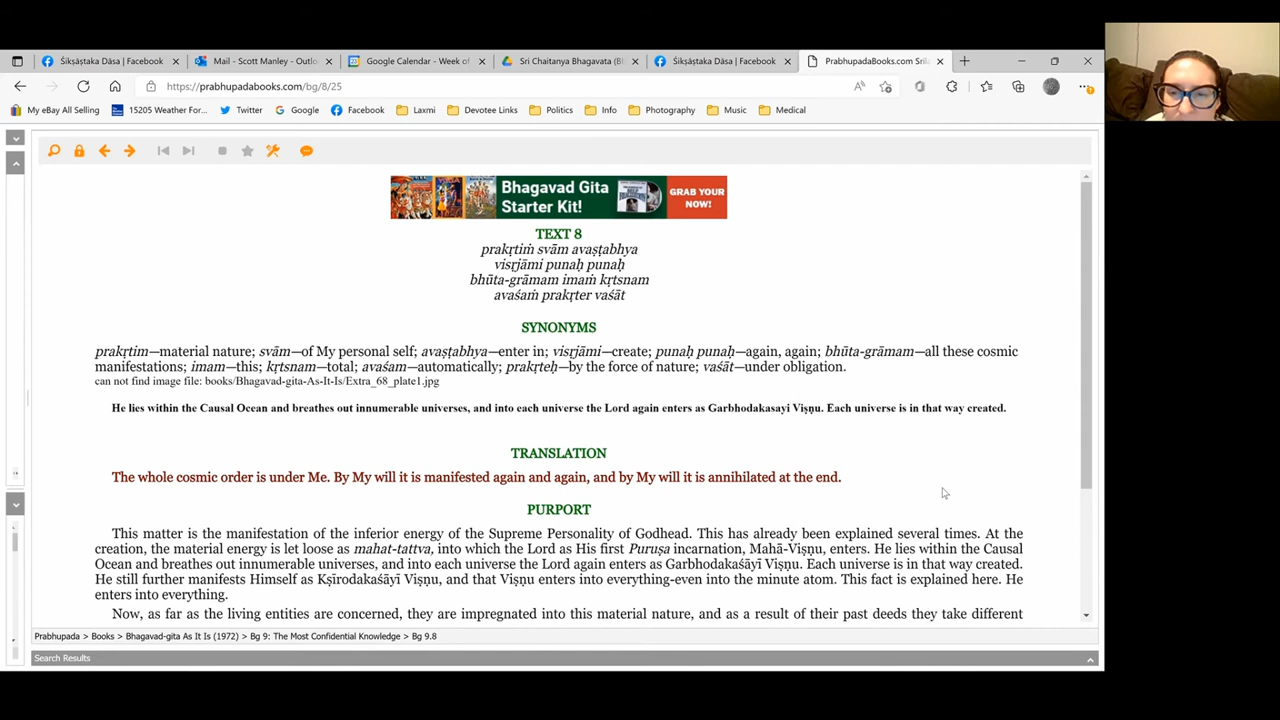 Śikṣāṣtaka Dāsa | Facebook
Mail - Scott Manley - Outlo
Google Calendar - Week of
Sri Chaitanya Bhagavata (Bh
Śikṣāṣtaka Dāsa | Facebook
PrabhupadaBooks.com Srila
https://prabhupadabooks.com/bg/8/25
My eBay All Selling
15205 Weather For...
Twitter
Google
Facebook
Laxmi
Devotee Links
Politics
Info
Photography
Music
Medical
Bhagavad Gita
Starter Kit!
GRAB YOUR
NOW!
TEXT 8
prakṛtiṁ svām avaṣṭabhya
visṛjāmi punaḥ punaḥ
bhūta-grāmam imaṁ kṛtsnam
avaśaṁ prakṛter vaśāt
SYNONYMS
prakṛtim—material nature; svām—of My personal self; avaṣṭabhya—enter in; visṛjāmi—create; punaḥ punaḥ—again, again; bhūta-grāmam—all these cosmic
manifestations; imam—this; kṛtsnam—total; avaśam—automatically; prakṛteḥ—by the force of nature; vaśāt—under obligation.
can not find image file: books/Bhagavad-gita-As-It-Is/Extra_68_plate1.jpg
He lies within the Causal Ocean and breathes out innumerable universes, and into each universe the Lord again enters as Garbhodakasayi Viṣṇu. Each universe is in that way created.
TRANSLATION
The whole cosmic order is under Me. By My will it is manifested again and again, and by My will it is annihilated at the end.
PURPORT
This matter is the manifestation of the inferior energy of the Supreme Personality of Godhead. This has already been explained several times. At the
creation, the material energy is let loose as mahat-tattva, into which the Lord as His first Puruṣa incarnation, Mahā-Viṣṇu, enters. He lies within the Causal
Ocean and breathes out innumerable universes, and into each universe the Lord again enters as Garbhodakaśāyī Viṣṇu. Each universe is in that way created.
He still further manifests Himself as Kṣīrodakaśāyī Viṣṇu, and that Viṣṇu enters into everything-even into the minute atom. This fact is explained here. He
enters into everything.
Now, as far as the living entities are concerned, they are impregnated into this material nature, and as a result of their past deeds they take different
Prabhupada > Books > Bhagavad-gita As It Is (1972) > Bg 9: The Most Confidential Knowledge > Bg 9.8
Search Results